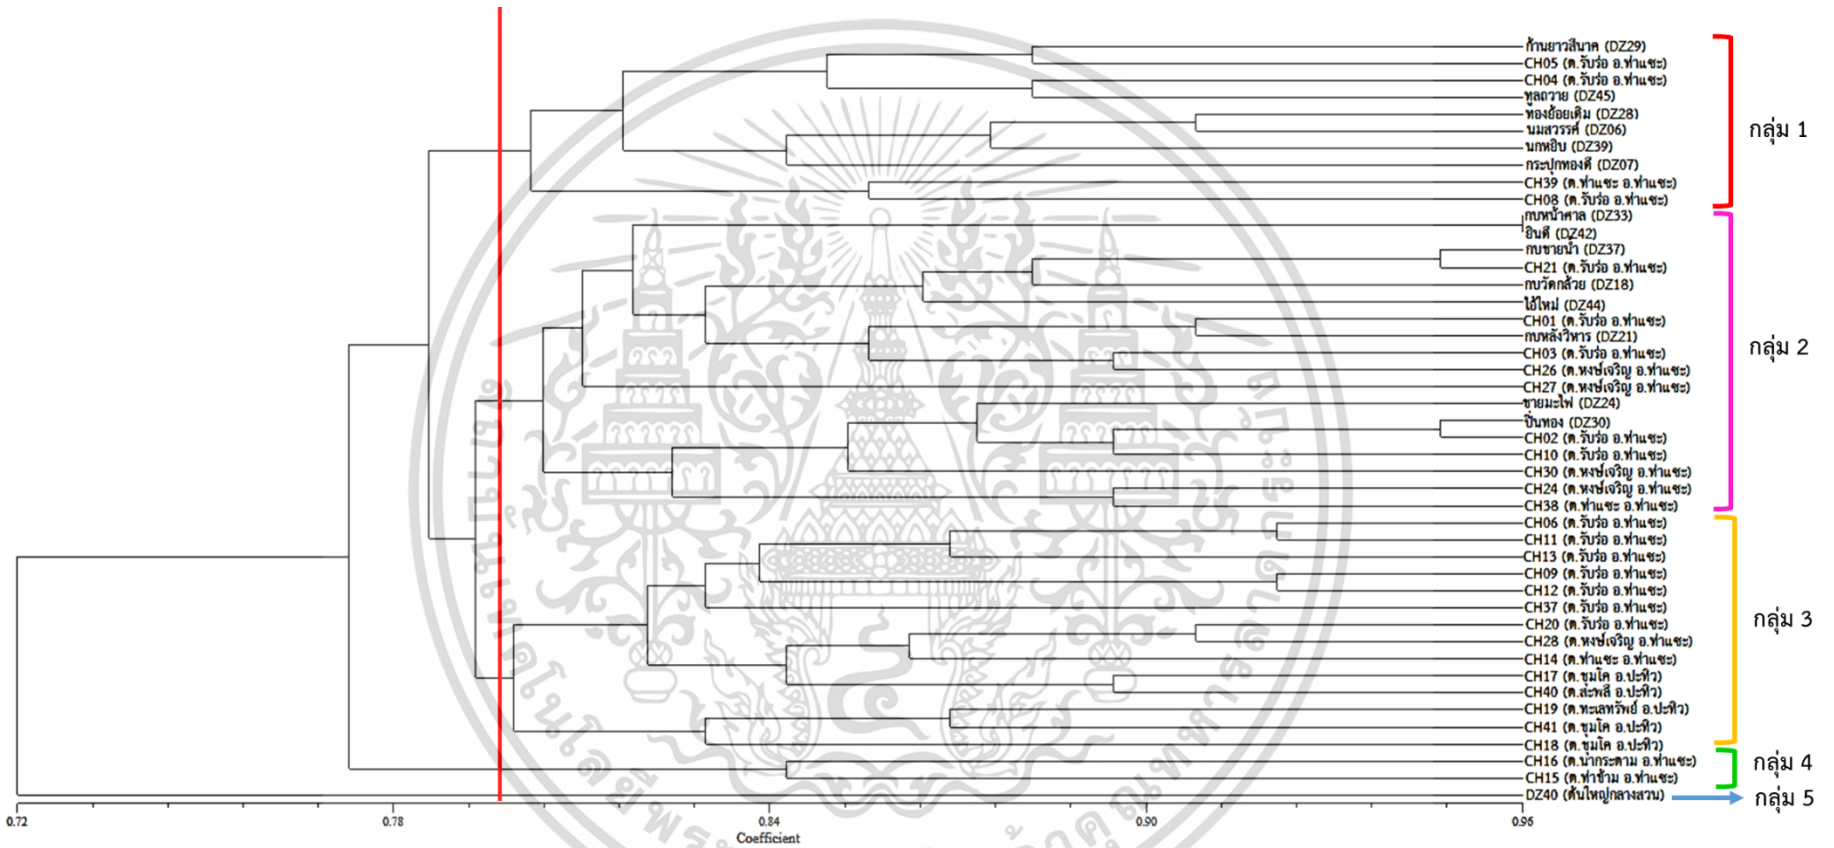 ก้านยาวสีนาค (DZ29)
CH05 (ต.รับร่อ อ.ท่าแซะ)
CH04 (ต.รับร่อ อ.ท่าแซะ)
ทูลถวาย (DZ45)
ทองย้อยเดิม (DZ28)
นมสวรรค์ (DZ06)
นกหยิบ (DZ39)
กระปุกทองดี (DZ07)
CH39 (ต.ท่าแซะ อ.ท่าแซะ)
CH08 (ต.รับร่อ อ.ท่าแซะ)
กลุ่ม 1
กบหน้าศาล (DZ33)
ยินดี (DZ42)
กบชายน้ำ (DZ37)
CH21 (ต.รับร่อ อ.ท่าแซะ)
กบวัดกล้วย (DZ18)
ไอ้ใหม่ (DZ44)
CH01 (ต.รับร่อ อ.ท่าแซะ)
กบหลังวิหาร (DZ21)
CH03 (ต.รับร่อ อ.ท่าแซะ)
CH26 (ต.หงษ์เจริญ อ.ท่าแซะ)
CH27 (ต.หงษ์เจริญ อ.ท่าแซะ)
ชายมะไฟ (DZ24)
ปิ่นทอง (DZ30)
CH02 (ต.รับร่อ อ.ท่าแซะ)
CH10 (ต.รับร่อ อ.ท่าแซะ)
CH30 (ต.หงษ์เจริญ อ.ท่าแซะ)
CH24 (ต.หงษ์เจริญ อ.ท่าแซะ)
CH38 (ต.ท่าแซะ อ.ท่าแซะ)
กลุ่ม 2
CH06 (ต.รับร่อ อ.ท่าแซะ)
CH11 (ต.รับร่อ อ.ท่าแซะ)
CH13 (ต.รับร่อ อ.ท่าแซะ)
CH09 (ต.รับร่อ อ.ท่าแซะ)
CH12 (ต.รับร่อ อ.ท่าแซะ)
CH37 (ต.รับร่อ อ.ท่าแซะ)
CH20 (ต.รับร่อ อ.ท่าแซะ)
CH28 (ต.หงษ์เจริญ อ.ท่าแซะ)
CH14 (ต.ท่าแซะ อ.ท่าแซะ)
CH17 (ต.ชุมโค อ.ปะทิว)
CH40 (ต.สะพลี อ.ปะทิว)
CH19 (ต.ทะเลทรัพย์ อ.ปะทิว)
CH41 (ต.ชุมโค อ.ปะทิว)
CH18 (ต.ชุมโค อ.ปะทิว)
กลุ่ม 3
CH16 (ต.นากระตาม อ.ท่าแซะ)
CH15 (ต.ท่าข้าม อ.ท่าแซะ)
กลุ่ม 4
DZ40 (ต้นใหญ่กลางสวน)
กลุ่ม 5
0.72 0.78 0.84 0.90 0.96
Coefficient